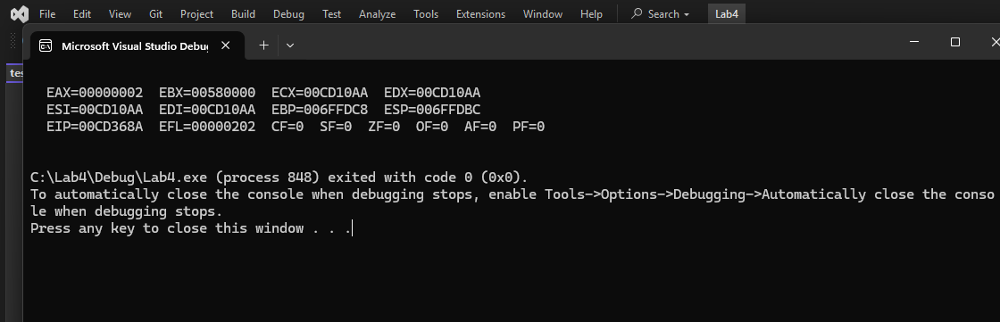 File Edit View Git Project Build Debug Test Analyze Tools Extensions Window Help Search Lab4
Microsoft Visual Studio Debu
EAX=00000002 EBX=00580000 ECX=00CD10AA EDX=00CD10AA
ESI=00CD10AA EDI=00CD10AA EBP=006FFDC8 ESP=006FFDBC
EIP=00CD368A EFL=00000202 CF=0 SF=0 ZF=0 OF=0 AF=0 PF=0
C:\Lab4\Debug\Lab4.exe (process 848) exited with code 0 (0x0).
To automatically close the console when debugging stops, enable Tools->Options->Debugging->Automatically close the conso
le when debugging stops.
Press any key to close this window . . .